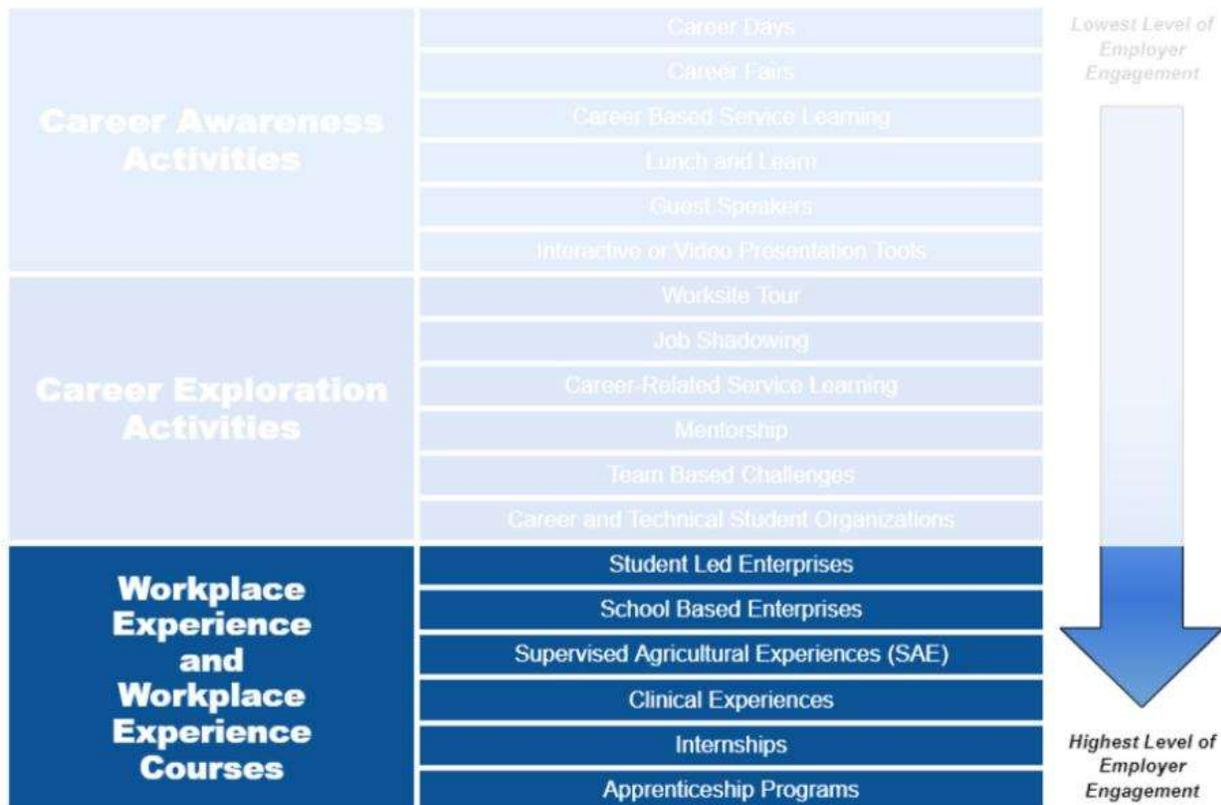 Career Awareness
Activities
Career Days
Career Fairs
Career Based Service Learning
Lunch and Learn
Guest Speakers
Interactive or Video Presentation Tools
Career Exploration
Activities
Worksite Tour
Job Shadowing
Career-Related Service Learning
Mentorship
Team Based Challenges
Career and Technical Student Organizations
Workplace
Experience
and
Workplace
Experience
Courses
Student Led Enterprises
School Based Enterprises
Supervised Agricultural Experiences (SAE)
Clinical Experiences
Internships
Apprenticeship Programs
Lowest Level of
Employer
Engagement
Highest Level of
Employer
Engagement